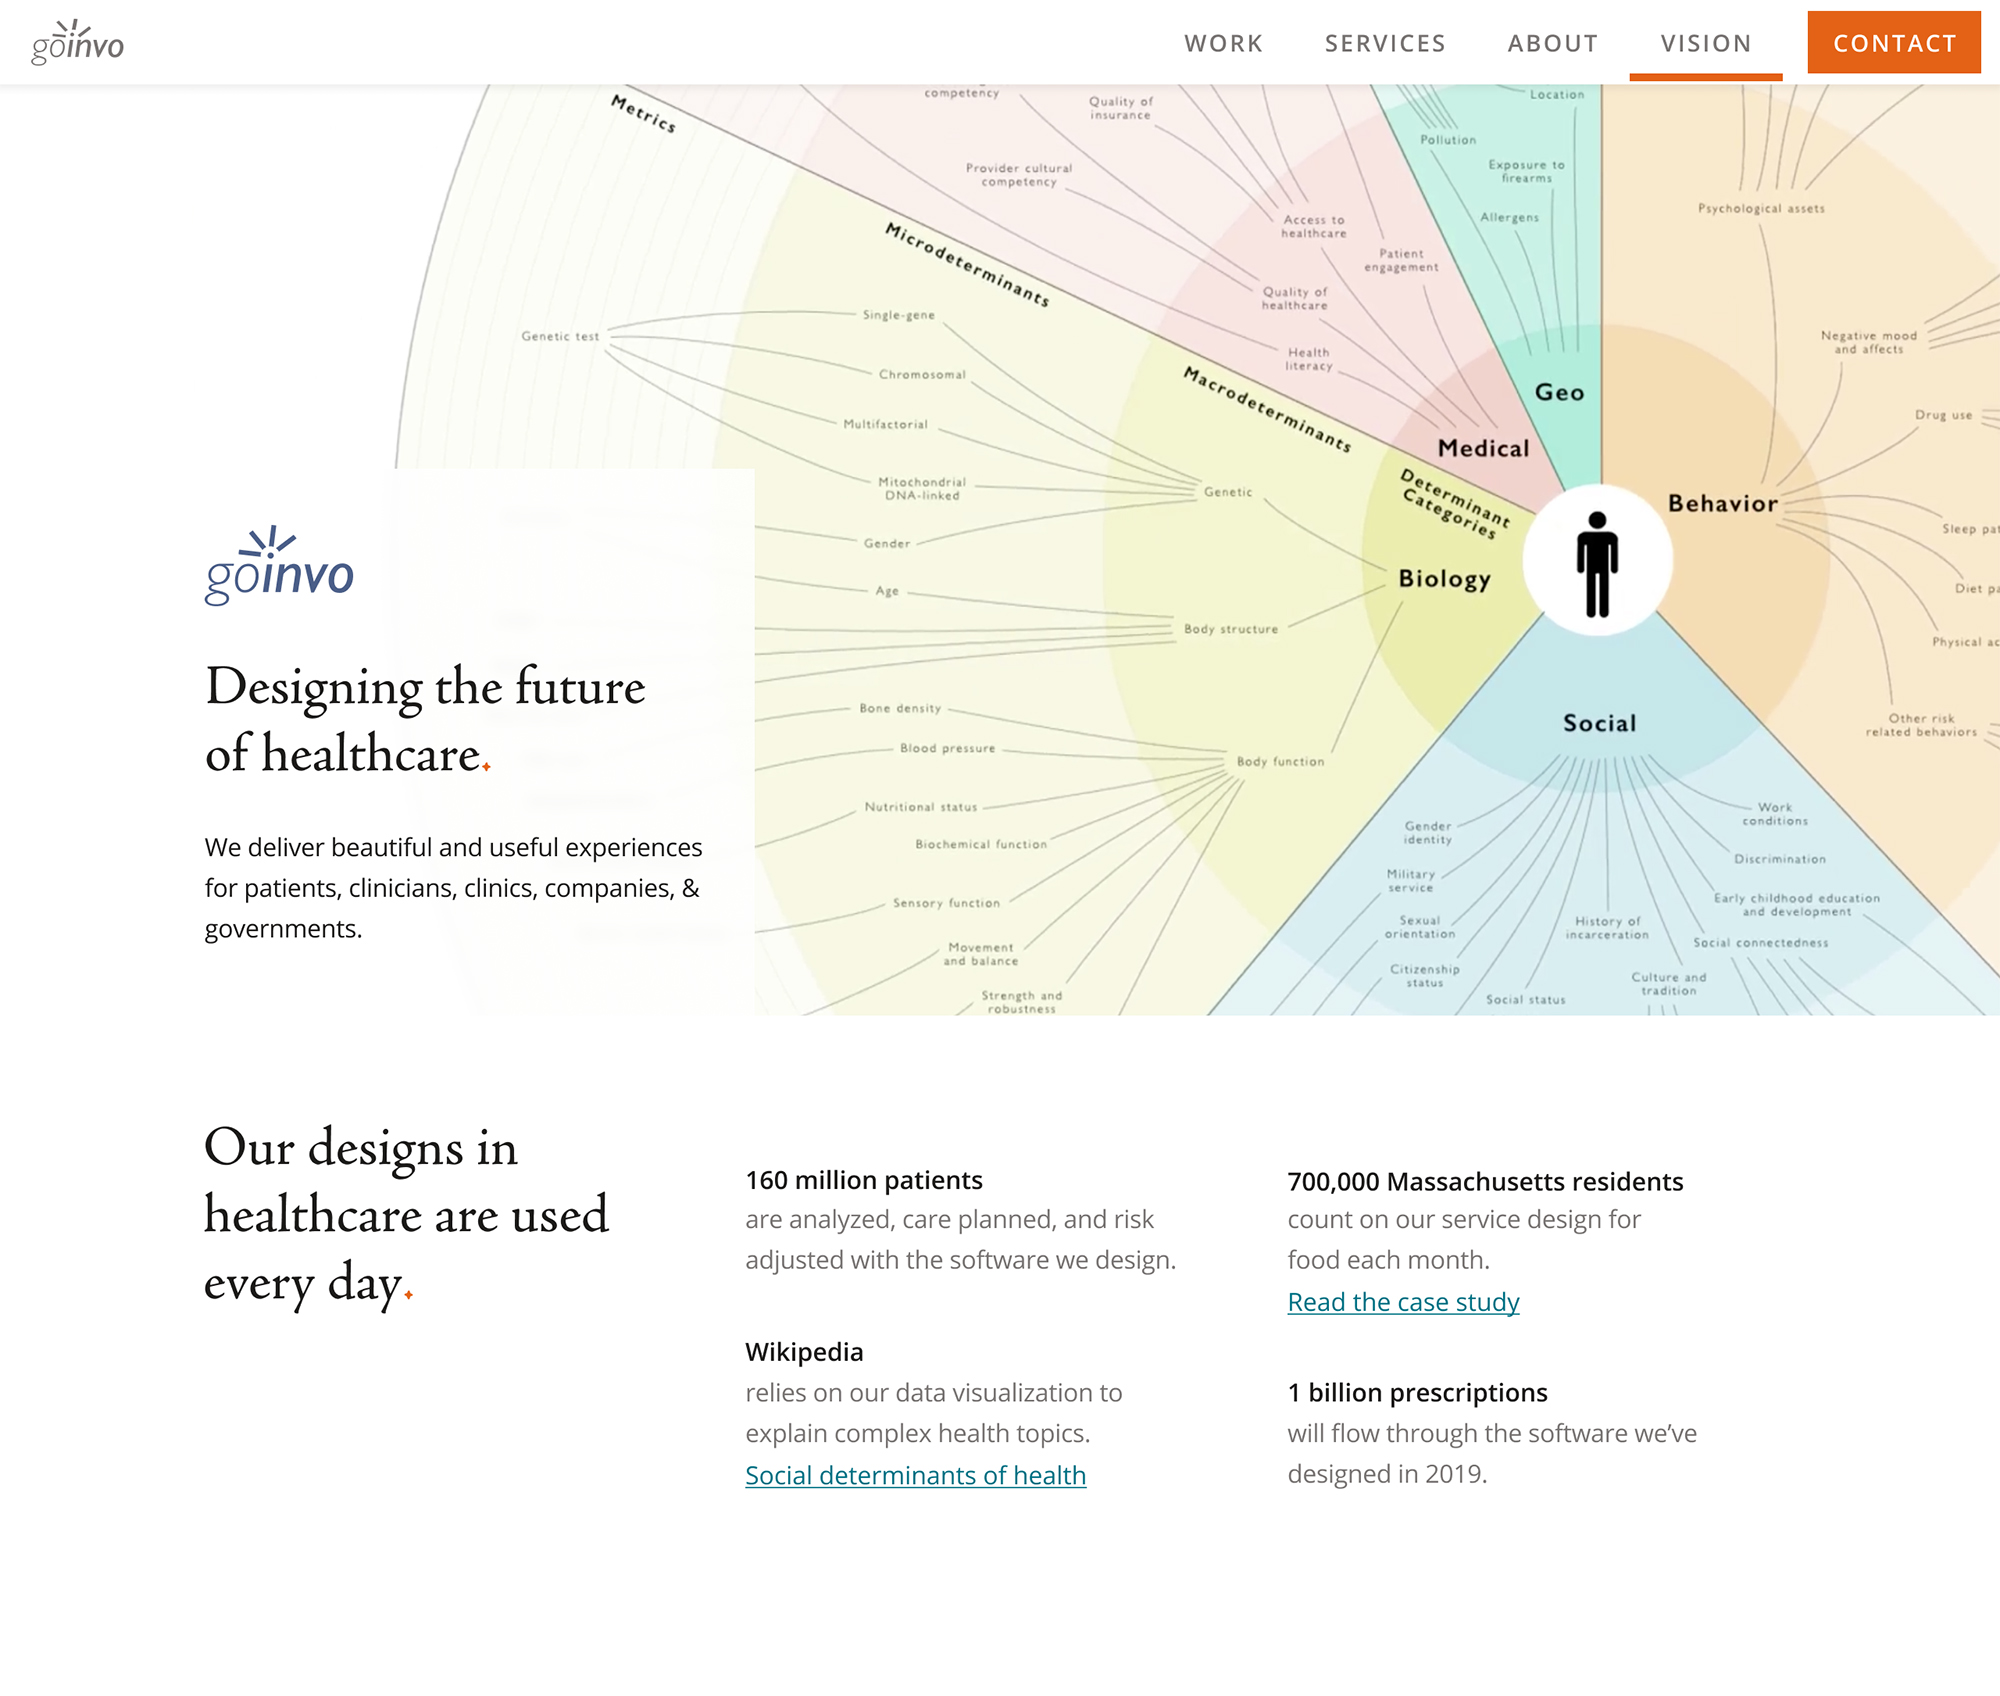 goinvo
WORK
SERVICES
ABOUT
VISION
CONTACT
Metrics
Microdeterminants
Macrodeterminants
Determinant
Categories
competency
Quality of
insurance
Provider cultural
competency
Access to
healthcare
Patient
engagement
Quality of
healthcare
Health
literacy
Medical
Location
Pollution
Exposure to
firearms
Allergens
Geo
Psychological assets
Negative mood
and affects
Drug use
Behavior
Sleep pat
Diet pa
Physical ac
Other risk
related behaviors
Genetic test
Single-gene
Chromosomal
Multifactorial
Mitochondrial
DNA-linked
Genetic
Gender
Age
Biology
Body structure
Bone density
Blood pressure
Body function
Nutritional status
Biochemical function
Sensory function
Movement
and balance
Strength and
robustness
Social
Gender
identity
Military
service
Sexual
orientation
Citizenship
status
Social status
History of
incarceration
Culture and
tradition
Work
conditions
Discrimination
Early childhood education
and development
Social connectedness
goinvo
Designing the future
of healthcare.
We deliver beautiful and useful experiences
for patients, clinicians, clinics, companies, &
governments.
Our designs in
healthcare are used
every day.
160 million patients
are analyzed, care planned, and risk
adjusted with the software we design.
Wikipedia
relies on our data visualization to
explain complex health topics.
Social determinants of health
700,000 Massachusetts residents
count on our service design for
food each month.
Read the case study
1 billion prescriptions
will flow through the software we’ve
designed in 2019.